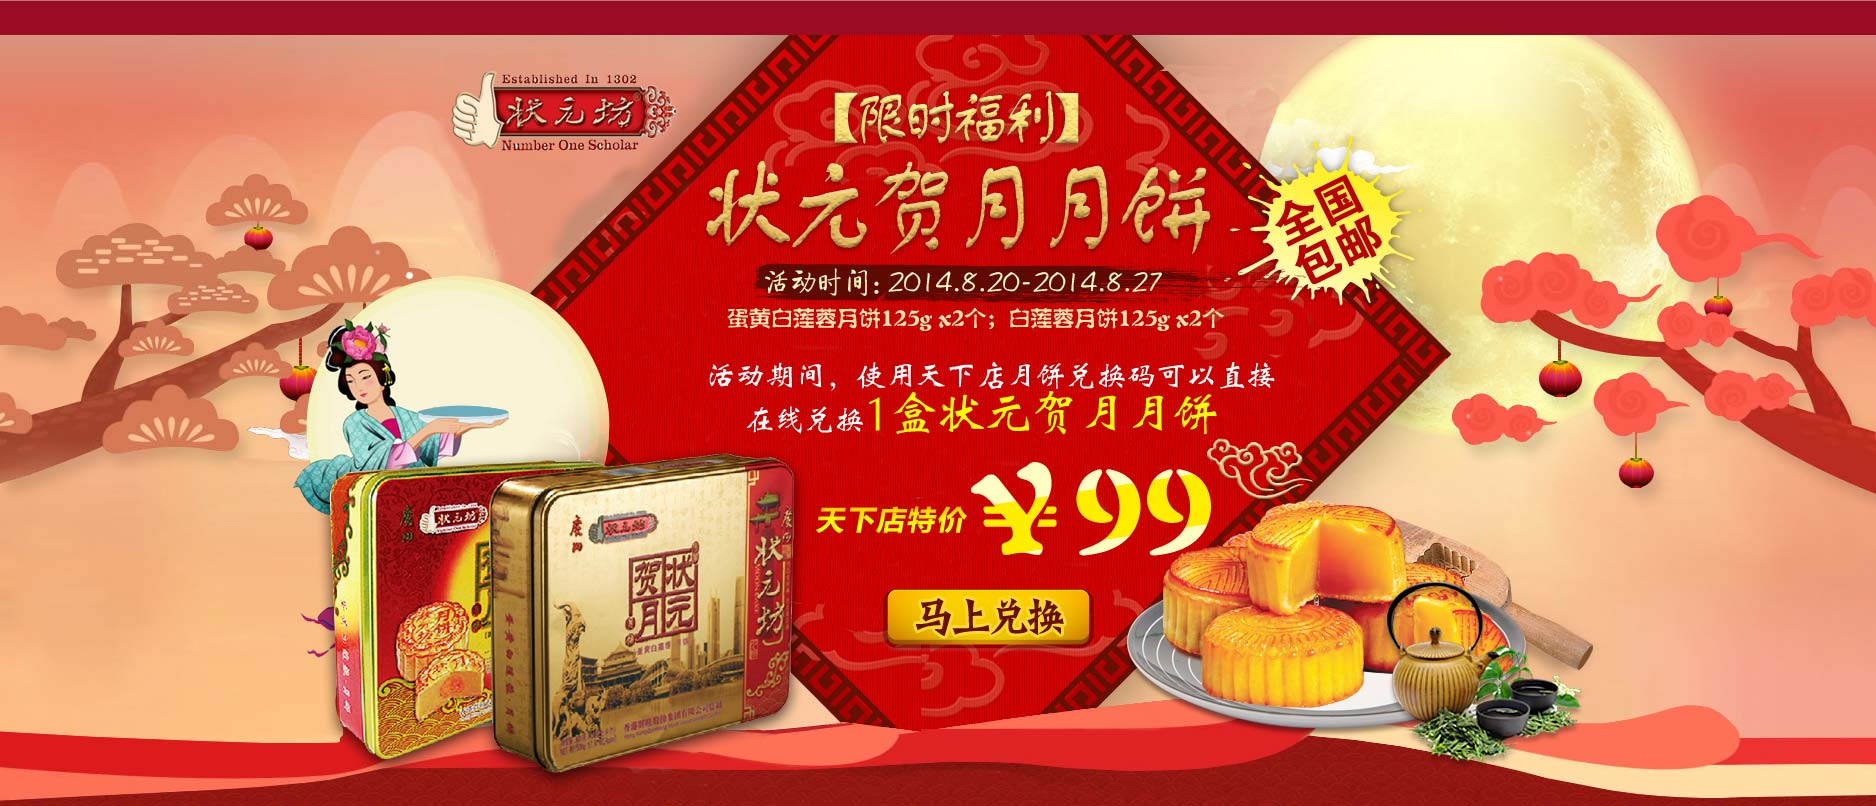 Established In 1302
状元坊
Number One Scholar
【限时福利】
状元贺月月饼
全国
包邮
活动时间：2014.8.20-2014.8.27
蛋黄白莲蓉月饼125g x2个；白莲蓉月饼125g x2个
活动期间，使用天下店月饼兑换码可以直接
在线兑换1盒状元贺月月饼
天下店特价 ¥99
马上兑换
广州
状元坊
廣州
状元坊
状元
贺月
蛋黄白莲蓉
状元坊